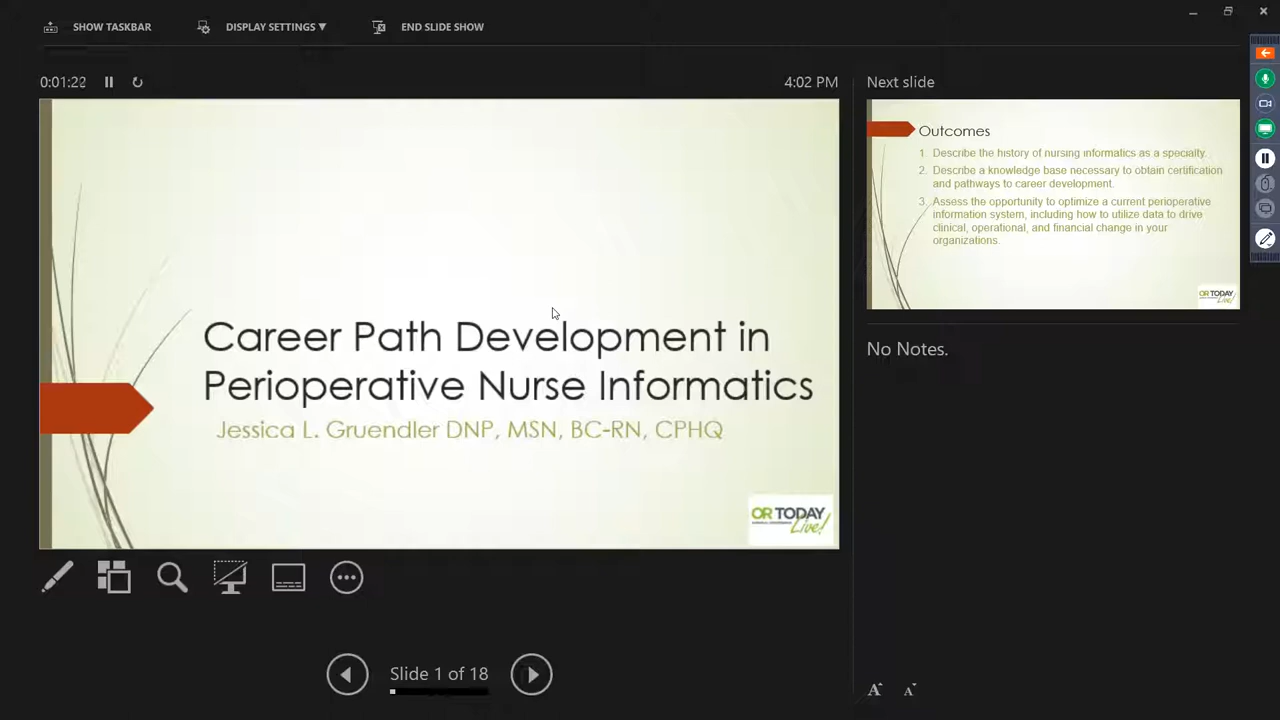 SHOW TASKBAR
DISPLAY SETTINGS ▼
END SLIDE SHOW
0:01:22
4:02 PM
Career Path Development in
Perioperative Nurse Informatics
Jessica L. Gruendler DNP, MSN, BC-RN, CPHQ
OR TODAY
Live!
Slide 1 of 18
Next slide
Outcomes
1. Describe the history of nursing informatics as a specialty.
2. Describe a knowledge base necessary to obtain certification
and pathways to career development.
3. Assess the opportunity to optimize a current perioperative
information system, including how to utilize data to drive
clinical, operational, and financial change in your
organizations.
OR TODAY
Live!
No Notes.
A A